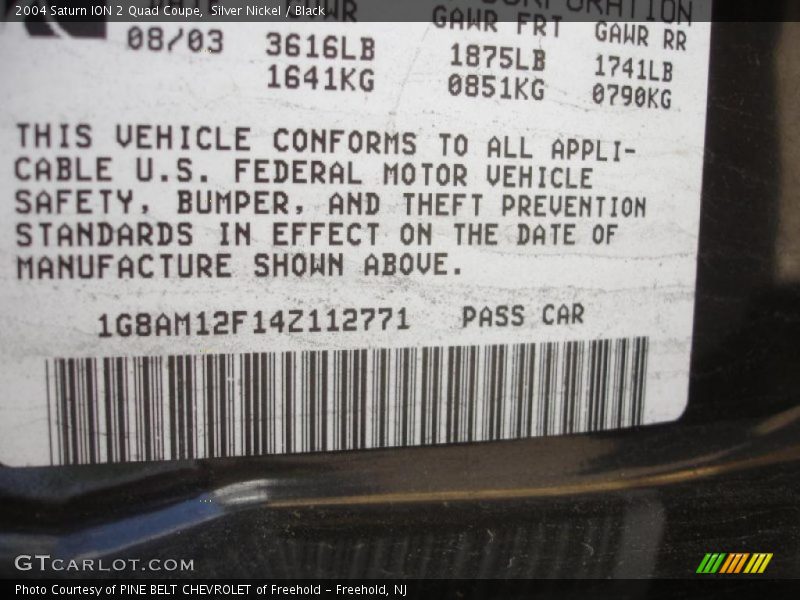 2004 Saturn ION 2 Quad Coupe, Silver Nickel / Black
GAWR FRT GAWR RR
08/03 3616LB 1875LB 1741LB
1641KG 0851KG 0790KG
THIS VEHICLE CONFORMS TO ALL APPLI-
CABLE U.S. FEDERAL MOTOR VEHICLE
SAFETY, BUMPER, AND THEFT PREVENTION
STANDARDS IN EFFECT ON THE DATE OF
MANUFACTURE SHOWN ABOVE.
1G8AM12F14Z112771 PASS CAR
GTCARLOT.COM
Photo Courtesy of PINE BELT CHEVROLET of Freehold - Freehold, NJ